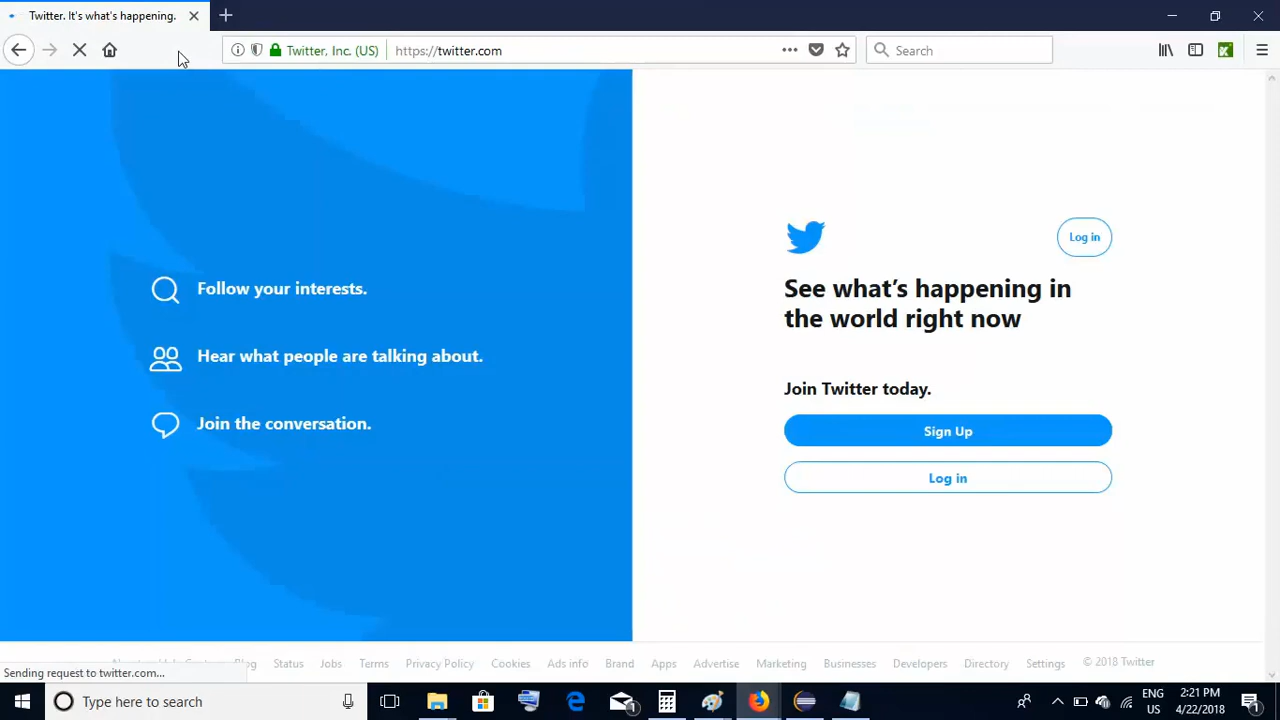 Twitter. It's what's happening.
Twitter, Inc. (US)
https://twitter.com
Search
Log in
See what's happening in
the world right now
Follow your interests.
Hear what people are talking about.
Join the conversation.
Join Twitter today.
Sign Up
Log in
Status
Jobs
Terms
Privacy Policy
Cookies
Ads info
Brand
Apps
Advertise
Marketing
Businesses
Developers
Directory
Settings
© 2018 Twitter
Sending request to twitter.com...
Type here to search
1
ENG
US
2:21 PM
4/22/2018
1